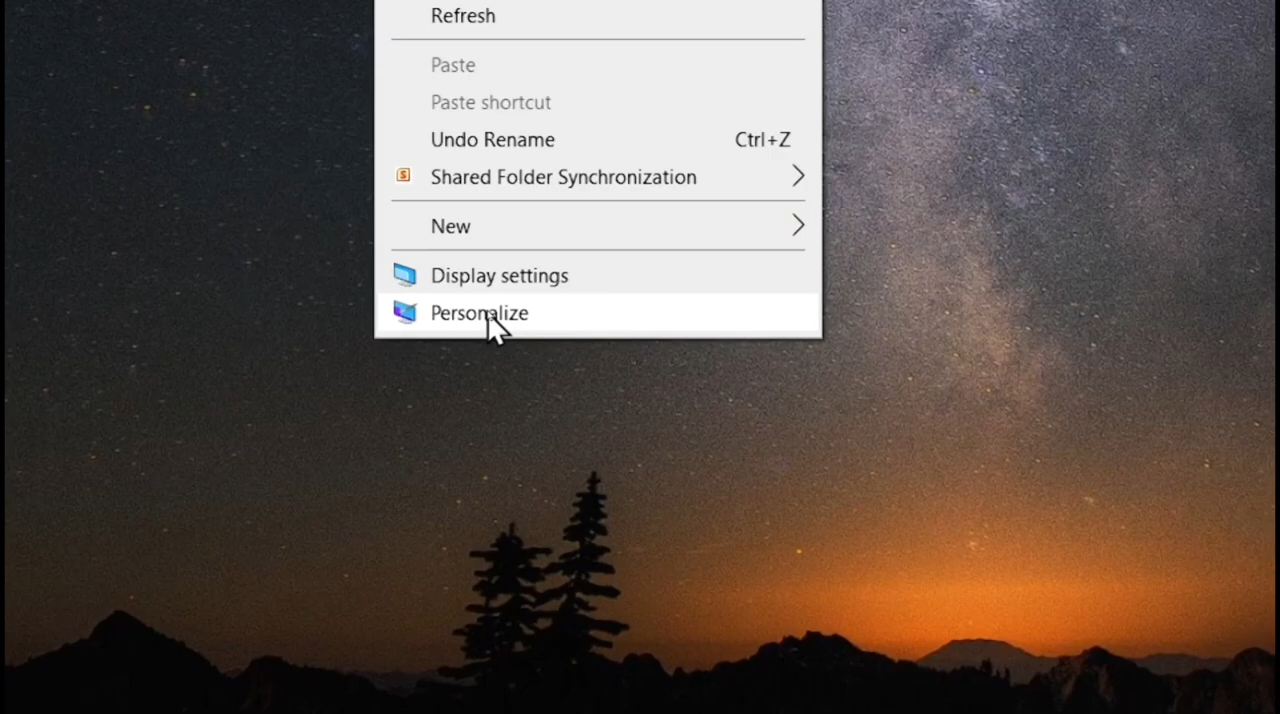 Refresh
Paste
Paste shortcut
Undo Rename Ctrl+Z
S Shared Folder Synchronization
New
Display settings
Personalize